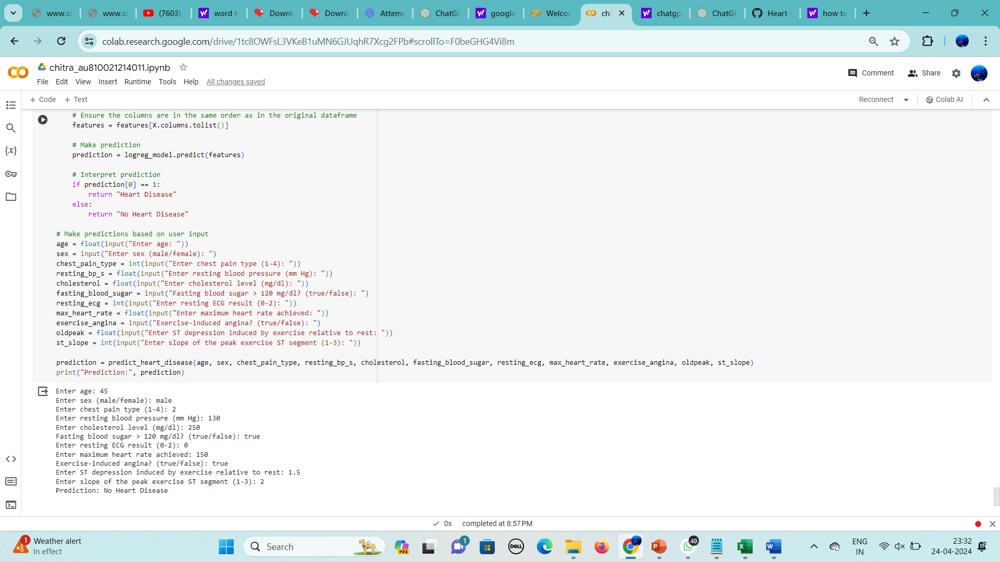 www.sl
www.sl
(7603)
word to
Downl
Downl
Attemp
ChatGP
google
Welcon
chi
chatgp
ChatGP
Heart-
how to
colab.research.google.com/drive/1tc8OWFsL3VKeB1uMN6GJUqhR7Xcg2FPb#scrollTo=F0beGHG4Vi8m
chitra_au810021214011.ipynb
Comment
Share
File Edit View Insert Runtime Tools Help All changes saved
+ Code + Text
Reconnect
Colab AI
# Ensure the columns are in the same order as in the original dataframe
features = features[X.columns.tolist()]
# Make prediction
prediction = logreg_model.predict(features)
# Interpret prediction
if prediction[0] == 1:
return "Heart Disease"
else:
return "No Heart Disease"
# Make predictions based on user input
age = float(input("Enter age: "))
sex = input("Enter sex (male/female): ")
chest_pain_type = int(input("Enter chest pain type (1-4): "))
resting_bp_s = float(input("Enter resting blood pressure (mm Hg): "))
cholesterol = float(input("Enter cholesterol level (mg/dl): "))
fasting_blood_sugar = input("Fasting blood sugar > 120 mg/dl? (true/false): ")
resting_ecg = int(input("Enter resting ECG result (0-2): "))
max_heart_rate = float(input("Enter maximum heart rate achieved: "))
exercise_angina = input("Exercise-induced angina? (true/false): ")
oldpeak = float(input("Enter ST depression induced by exercise relative to rest: "))
st_slope = int(input("Enter slope of the peak exercise ST segment (1-3): "))
prediction = predict_heart_disease(age, sex, chest_pain_type, resting_bp_s, cholesterol, fasting_blood_sugar, resting_ecg, max_heart_rate, exercise_angina, oldpeak, st_slope)
print("Prediction:", prediction)
Enter age: 45
Enter sex (male/female): male
Enter chest pain type (1-4): 2
Enter resting blood pressure (mm Hg): 130
Enter cholesterol level (mg/dl): 250
Fasting blood sugar > 120 mg/dl? (true/false): true
Enter resting ECG result (0-2): 0
Enter maximum heart rate achieved: 150
Exercise-induced angina? (true/false): true
Enter ST depression induced by exercise relative to rest: 1.5
Enter slope of the peak exercise ST segment (1-3): 2
Prediction: No Heart Disease
0s completed at 8:57 PM
1
Weather alert
In effect
Search
PRE
1
DELL
40
ENG
IN
23:32
24-04-2024